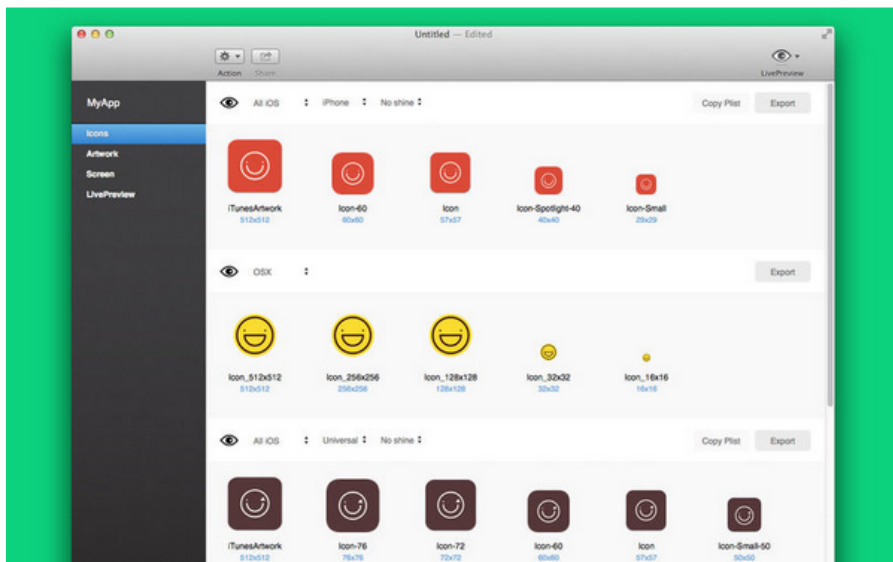 Untitled — Edited
Action Share LivePreview
MyApp
Icons
Artwork
Screen
LivePreview
All iOS iPhone No shine Copy Plist Export
iTunesArtwork Icon-60 Icon Icon-Spotlight-40 Icon-Small
512x512 60x60 57x57 40x40 29x29
OSX Export
Icon_512x512 Icon_256x256 Icon_128x128 Icon_32x32 Icon_16x16
512x512 256x256 128x128 32x32 16x16
All iOS Universal No shine Copy Plist Export
iTunesArtwork Icon-76 Icon-72 Icon-60 Icon Icon-Small-50
512x512 76x76 72x72 60x60 57x57 50x50